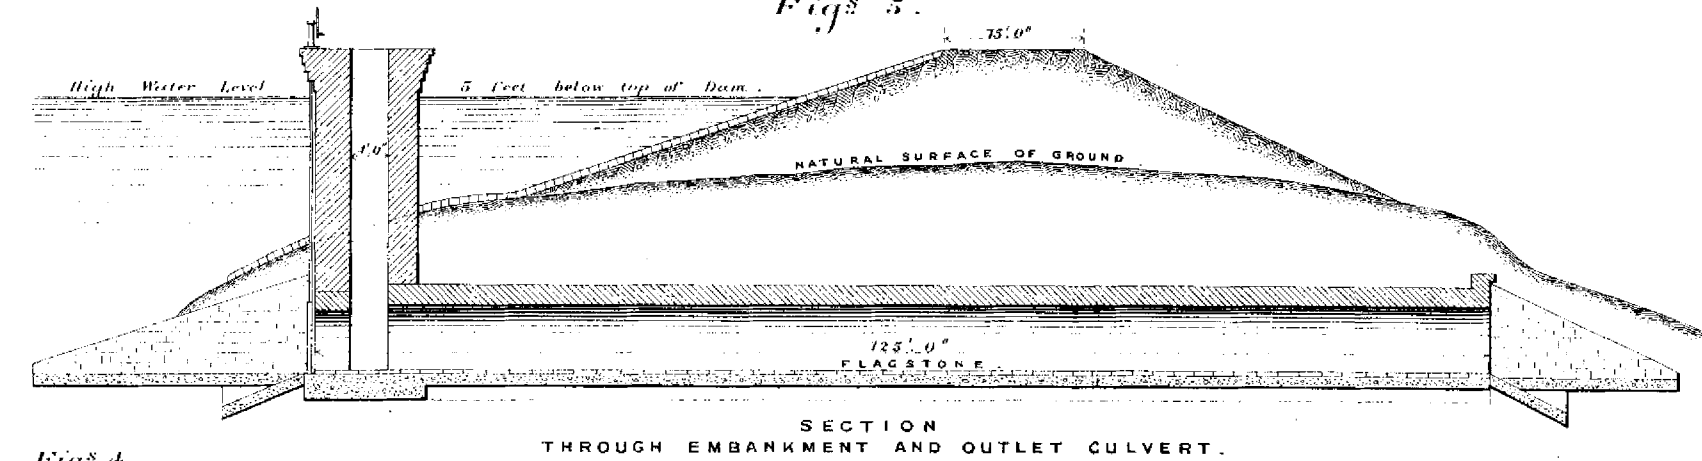 Figs 5.
15'.0"
High Water Level 5 feet below top of Dam.
4'.0"
NATURAL SURFACE OF GROUND
125'.0"
FLAGSTONE.
SECTION
THROUGH EMBANKMENT AND OUTLET CULVERT.
Figs 4